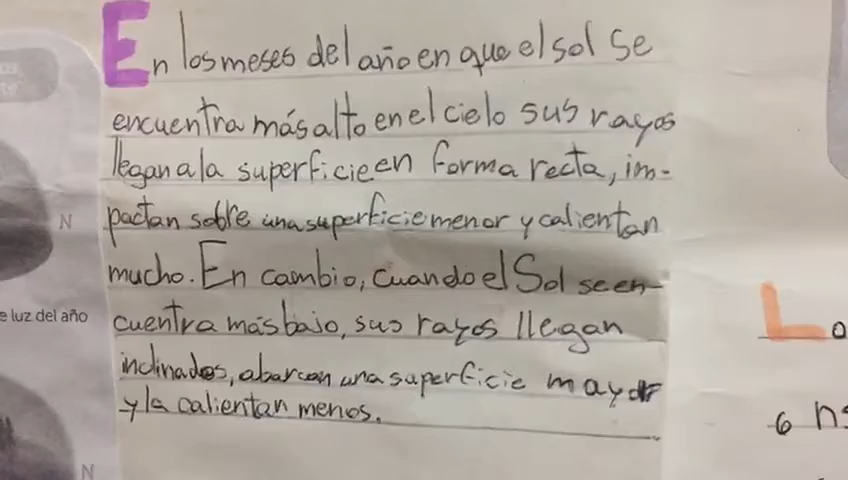 En los meses del año en que el sol se
encuentra más alto en el cielo sus rayos
llegan a la superficie en forma recta, im-
pactan sobre una superficie menor y calientan
mucho. En cambio, cuando el Sol se en-
cuentra más bajo, sus rayos llegan
inclinados, abarcan una superficie mayor
y la calientan menos.
N
e luz del año
N
Lo